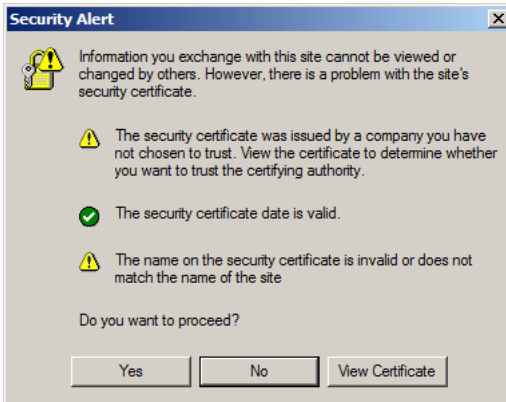 Security Alert
Information you exchange with this site cannot be viewed or
changed by others. However, there is a problem with the site's
security certificate.
The security certificate was issued by a company you have
not chosen to trust. View the certificate to determine whether
you want to trust the certifying authority.
The security certificate date is valid.
The name on the security certificate is invalid or does not
match the name of the site
Do you want to proceed?
Yes No View Certificate